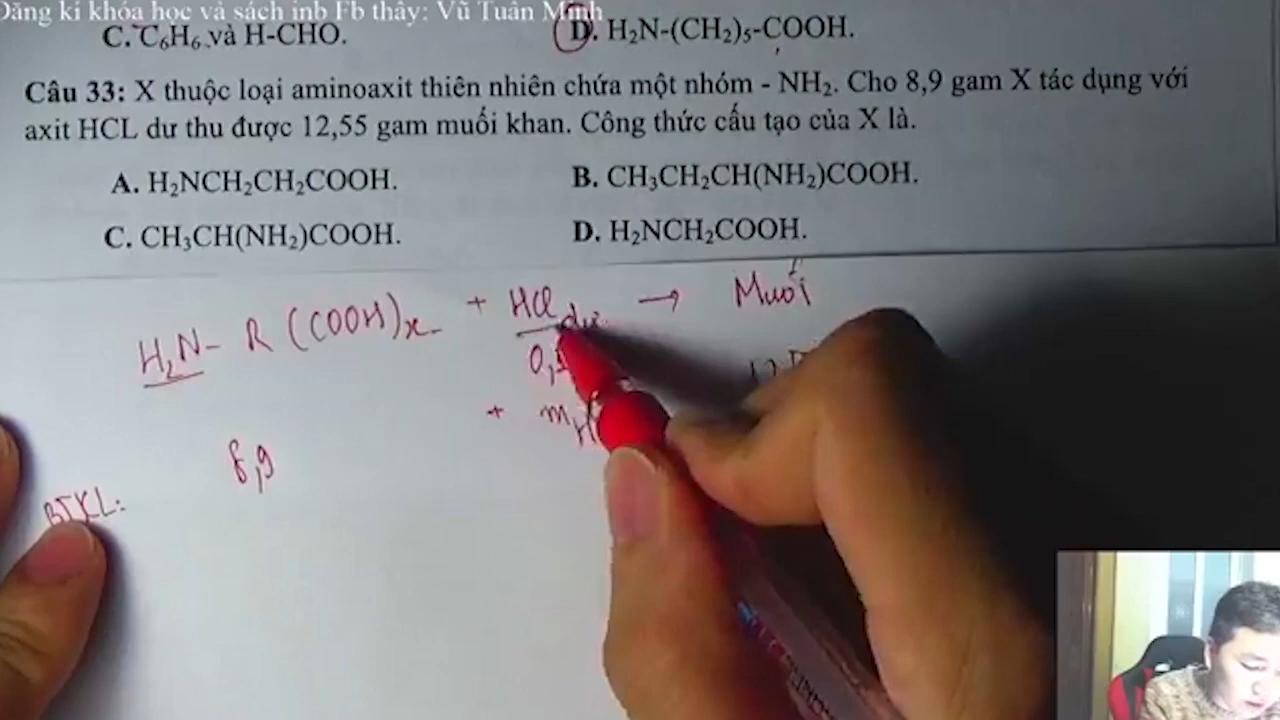 Đăng kí khóa học và sách inb Fb thầy: Vũ Tuấn Minh
C. C₆H₆ và H-CHO.
D. H₂N-(CH₂)₅-COOH.
Câu 33: X thuộc loại aminoaxit thiên nhiên chứa một nhóm - NH₂. Cho 8,9 gam X tác dụng với
axit HCL dư thu được 12,55 gam muối khan. Công thức cấu tạo của X là.
A. H₂NCH₂CH₂COOH.
B. CH₃CH₂CH(NH₂)COOH.
C. CH₃CH(NH₂)COOH.
D. H₂NCH₂COOH.
H₂N- R (COOH)x + HCl dư → Muối
0,
+ mH
8,9
BTKL: